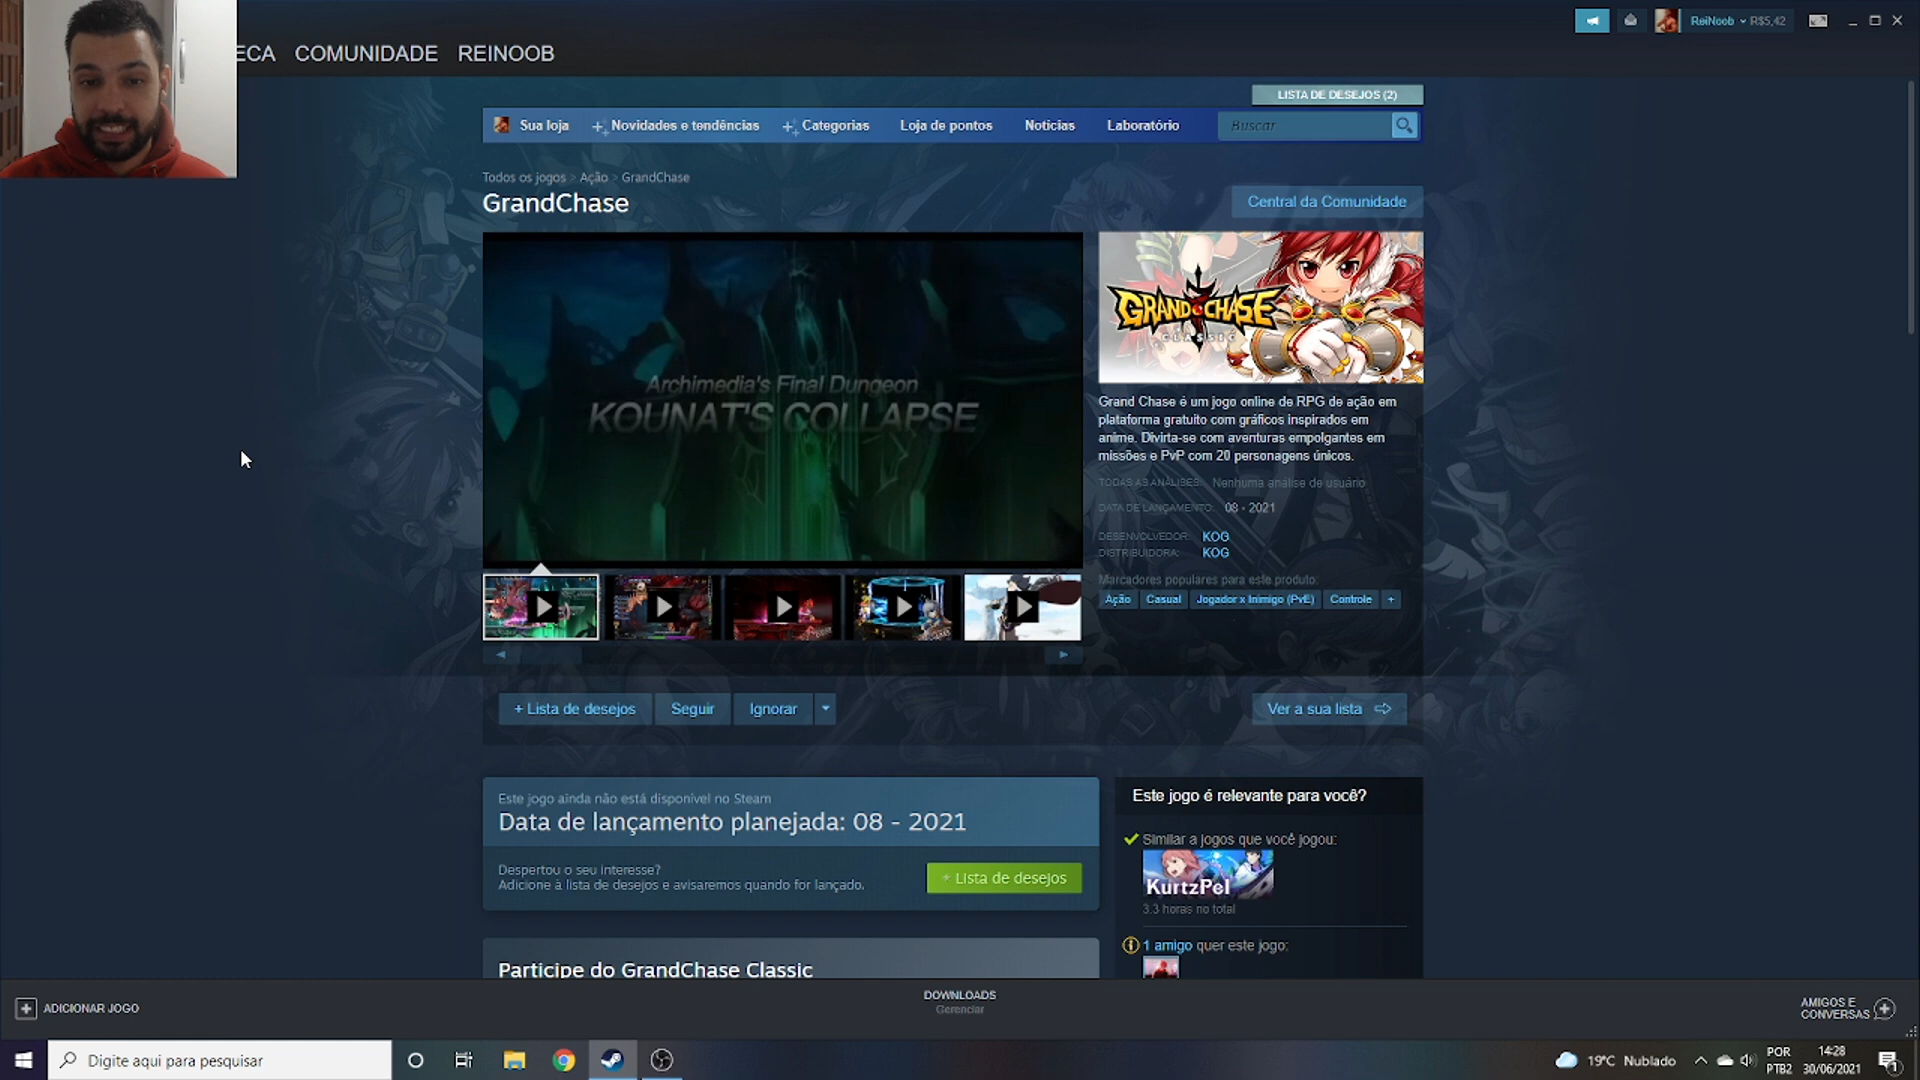 ECA COMUNIDADE REINOOB
ReiNoob R$5,42
LISTA DE DESEJOS (2)
Sua loja Novidades e tendências Categorias Loja de pontos Notícias Laboratório Buscar
Todos os jogos > Ação > GrandChase
GrandChase
Central da Comunidade
Archimedia's Final Dungeon
KOUNAT'S COLLAPSE
GRAND CHASE
CLASSIC
Grand Chase é um jogo online de RPG de ação em
plataforma gratuito com gráficos inspirados em
anime. Divirta-se com aventuras empolgantes em
missões e PvP com 20 personagens únicos.
TODAS AS ANÁLISES: Nenhuma análise de usuário
DATA DE LANÇAMENTO: 08 - 2021
DESENVOLVEDOR: KOG
DISTRIBUIDORA: KOG
Marcadores populares para este produto:
Ação Casual Jogador x Inimigo (PvE) Controle +
+ Lista de desejos Seguir Ignorar Ver a sua lista
Este jogo ainda não está disponível no Steam
Data de lançamento planejada: 08 - 2021
Despertou o seu interesse?
Adicione à lista de desejos e avisaremos quando for lançado.
+ Lista de desejos
Este jogo é relevante para você?
Similar a jogos que você jogou:
KurtzPel
3.3 horas no total
1 amigo quer este jogo:
Participe do GrandChase Classic
ADICIONAR JOGO
DOWNLOADS
Gerenciar
AMIGOS E
CONVERSAS
Digite aqui para pesquisar
19°C Nublado
POR
PTB2
14:28
30/06/2021
1